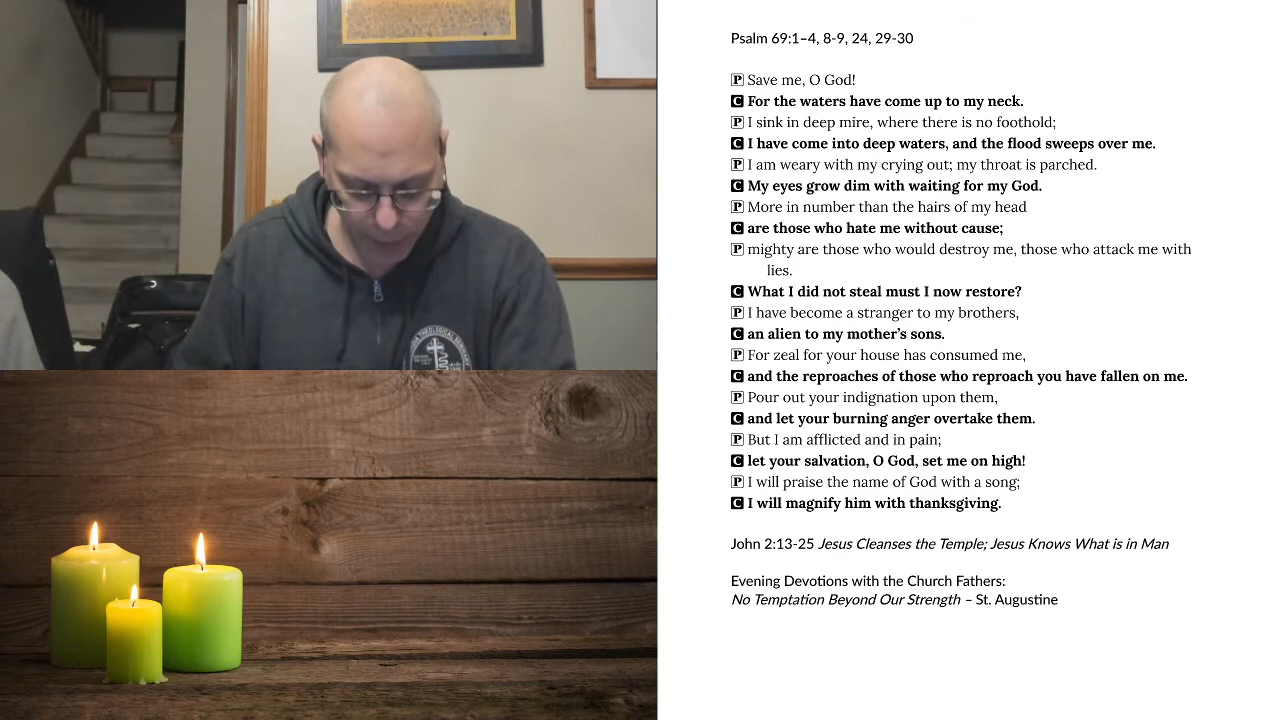 Psalm 69:1–4, 8-9, 24, 29-30
P Save me, O God!
C For the waters have come up to my neck.
P I sink in deep mire, where there is no foothold;
C I have come into deep waters, and the flood sweeps over me.
P I am weary with my crying out; my throat is parched.
C My eyes grow dim with waiting for my God.
P More in number than the hairs of my head
C are those who hate me without cause;
P mighty are those who would destroy me, those who attack me with
lies.
C What I did not steal must I now restore?
P I have become a stranger to my brothers,
C an alien to my mother’s sons.
P For zeal for your house has consumed me,
C and the reproaches of those who reproach you have fallen on me.
P Pour out your indignation upon them,
C and let your burning anger overtake them.
P But I am afflicted and in pain;
C let your salvation, O God, set me on high!
P I will praise the name of God with a song;
C I will magnify him with thanksgiving.
John 2:13-25 Jesus Cleanses the Temple; Jesus Knows What is in Man
Evening Devotions with the Church Fathers:
No Temptation Beyond Our Strength – St. Augustine
THEOLOGICAL